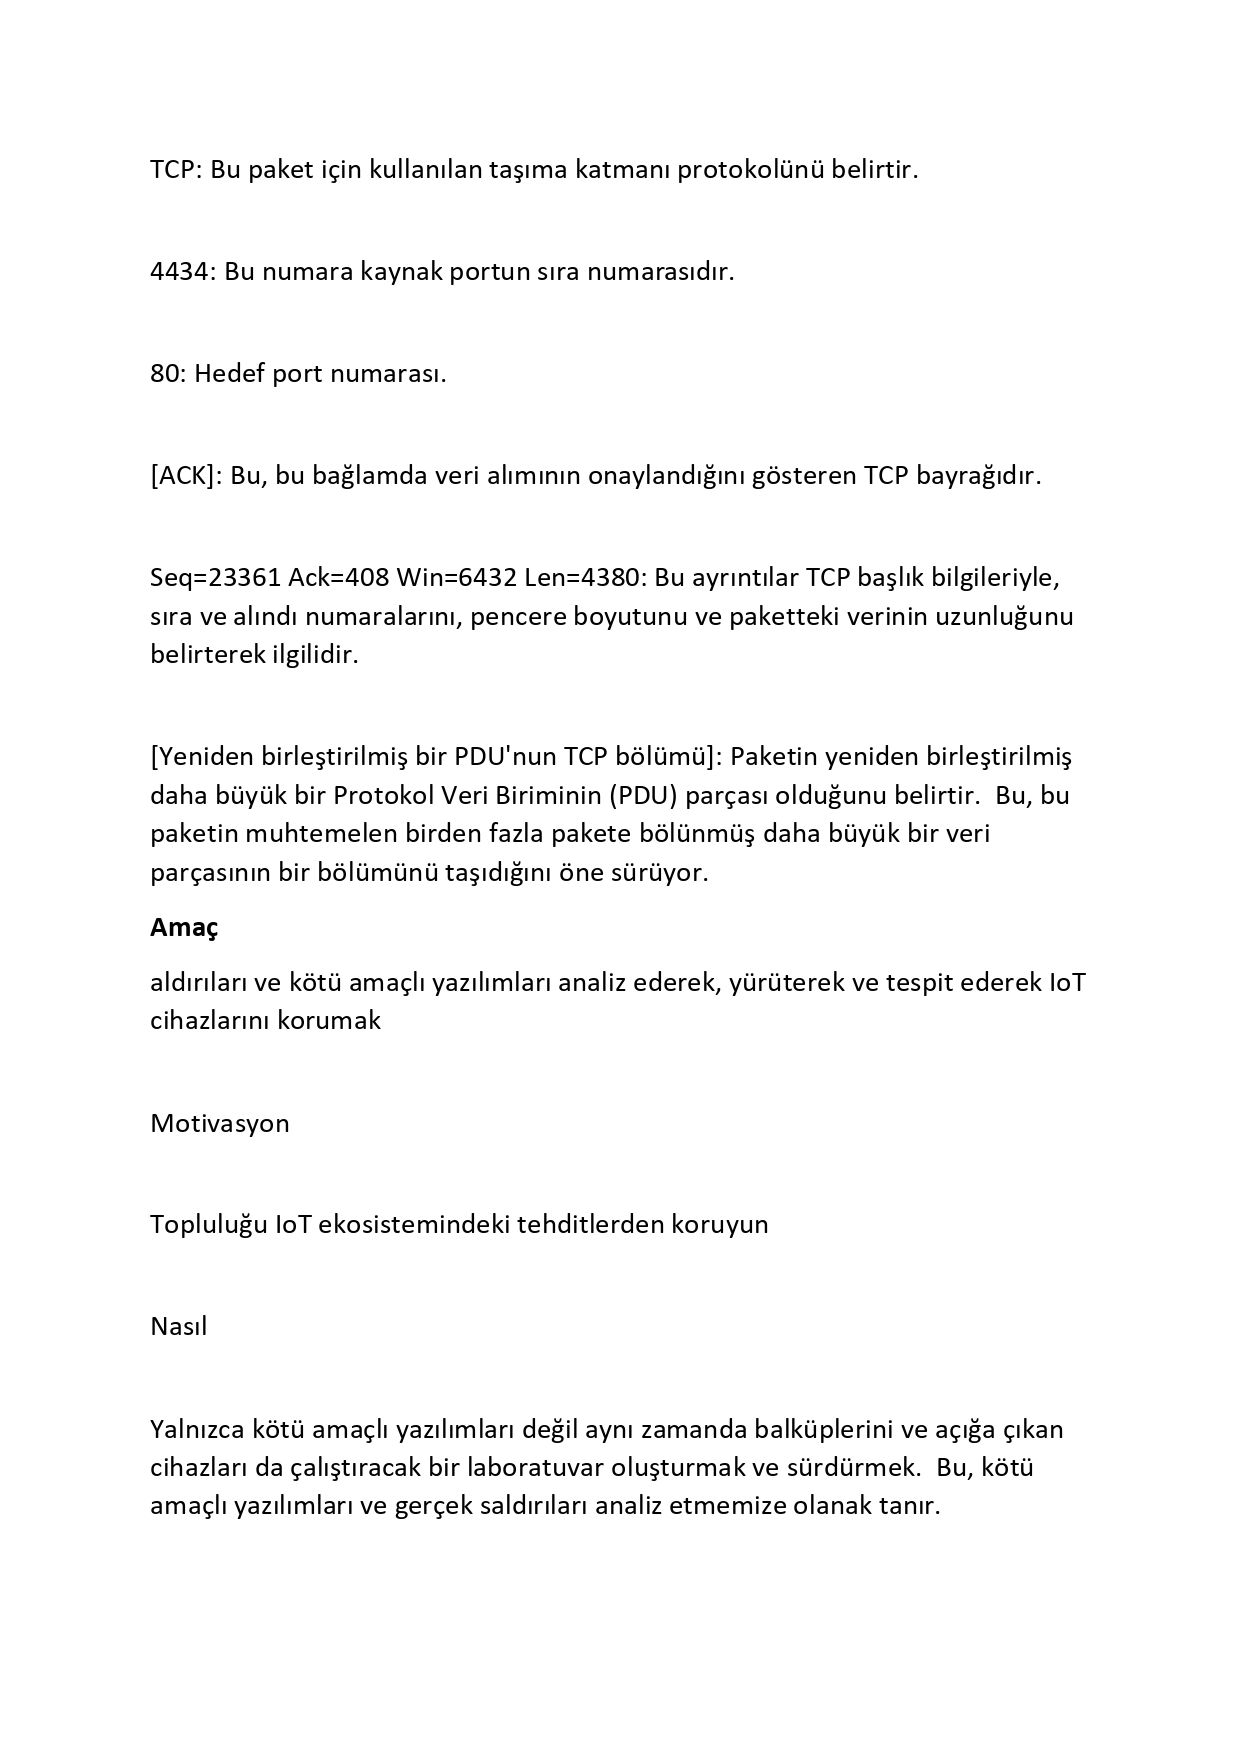 TCP: Bu paket için kullanılan taşıma katmanı protokolünü belirtir.
4434: Bu numara kaynak portun sıra numarasıdır.
80: Hedef port numarası.
[ACK]: Bu, bu bağlamda veri alımının onaylandığını gösteren TCP bayrağıdır.
Seq=23361 Ack=408 Win=6432 Len=4380: Bu ayrıntılar TCP başlık bilgileriyle,
sıra ve alındı numaralarını, pencere boyutunu ve paketteki verinin uzunluğunu
belirterek ilgilidir.
[Yeniden birleştirilmiş bir PDU'nun TCP bölümü]: Paketin yeniden birleştirilmiş
daha büyük bir Protokol Veri Biriminin (PDU) parçası olduğunu belirtir.  Bu, bu
paketin muhtemelen birden fazla pakete bölünmüş daha büyük bir veri
parçasının bir bölümünü taşıdığını öne sürüyor.
Amaç
aldırıları ve kötü amaçlı yazılımları analiz ederek, yürüterek ve tespit ederek IoT
cihazlarını korumak
Motivasyon
Topluluğu IoT ekosistemindeki tehditlerden koruyun
Nasıl
Yalnızca kötü amaçlı yazılımları değil aynı zamanda balküplerini ve açığa çıkan
cihazları da çalıştıracak bir laboratuvar oluşturmak ve sürdürmek.  Bu, kötü
amaçlı yazılımları ve gerçek saldırıları analiz etmemize olanak tanır.